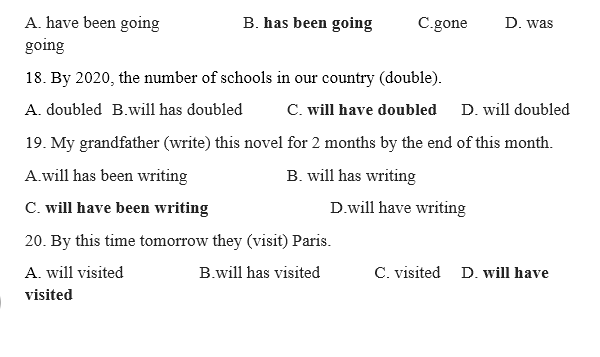 A. have been going B. has been going C.gone D. was
going
18. By 2020, the number of schools in our country (double).
A. doubled B.will has doubled C. will have doubled D. will doubled
19. My grandfather (write) this novel for 2 months by the end of this month.
A.will has been writing B. will has writing
C. will have been writing D.will have writing
20. By this time tomorrow they (visit) Paris.
A. will visited B.will has visited C. visited D. will have
visited